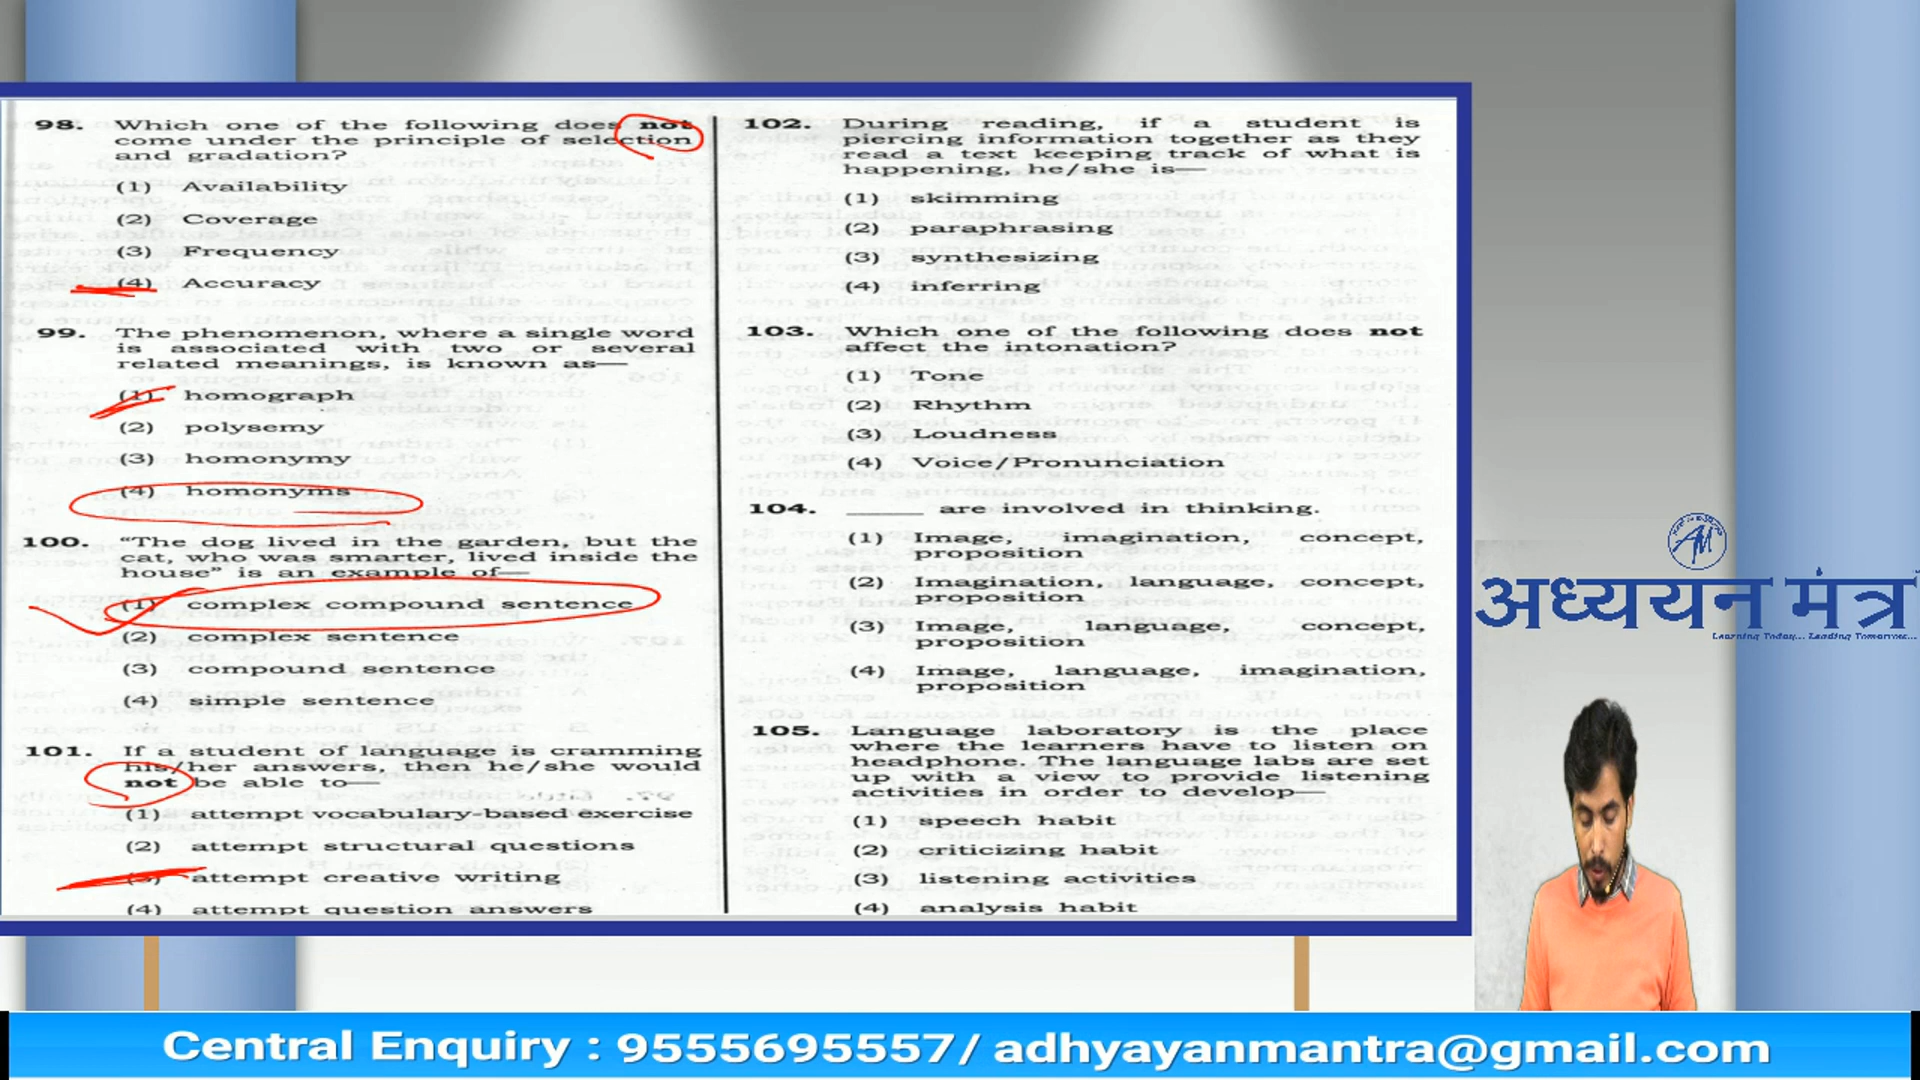 98. Which one of the following does not
come under the principle of selection
and gradation?
(1) Availability
(2) Coverage
(3) Frequency
(4) Accuracy
99. The phenomenon, where a single word
is associated with two or several
related meanings, is known as—
(1) homograph
(2) polysemy
(3) homonymy
(4) homonyms
100. “The dog lived in the garden, but the
cat, who was smarter, lived inside the
house” is an example of—
(1) complex compound sentence
(2) complex sentence
(3) compound sentence
(4) simple sentence
101. If a student of language is cramming
his/her answers, then he/she would
not be able to—
(1) attempt vocabulary-based exercise
(2) attempt structural questions
(3) attempt creative writing
(4) attempt question answers
102. During reading, if a student is
piercing information together as they
read a text keeping track of what is
happening, he/she is—
(1) skimming
(2) paraphrasing
(3) synthesizing
(4) inferring
103. Which one of the following does not
affect the intonation?
(1) Tone
(2) Rhythm
(3) Loudness
(4) Voice/Pronunciation
104. ______ are involved in thinking.
(1) Image, imagination, concept,
proposition
(2) Imagination, language, concept,
proposition
(3) Image, language, concept,
proposition
(4) Image, language, imagination,
proposition
105. Language laboratory is the place
where the learners have to listen on
headphone. The language labs are set
up with a view to provide listening
activities in order to develop—
(1) speech habit
(2) criticizing habit
(3) listening activities
(4) analysis habit
AM
अध्ययन मंत्र
Learning Today... Leading Tomorrow...
Central Enquiry : 9555695557/ adhyayanmantra@gmail.com